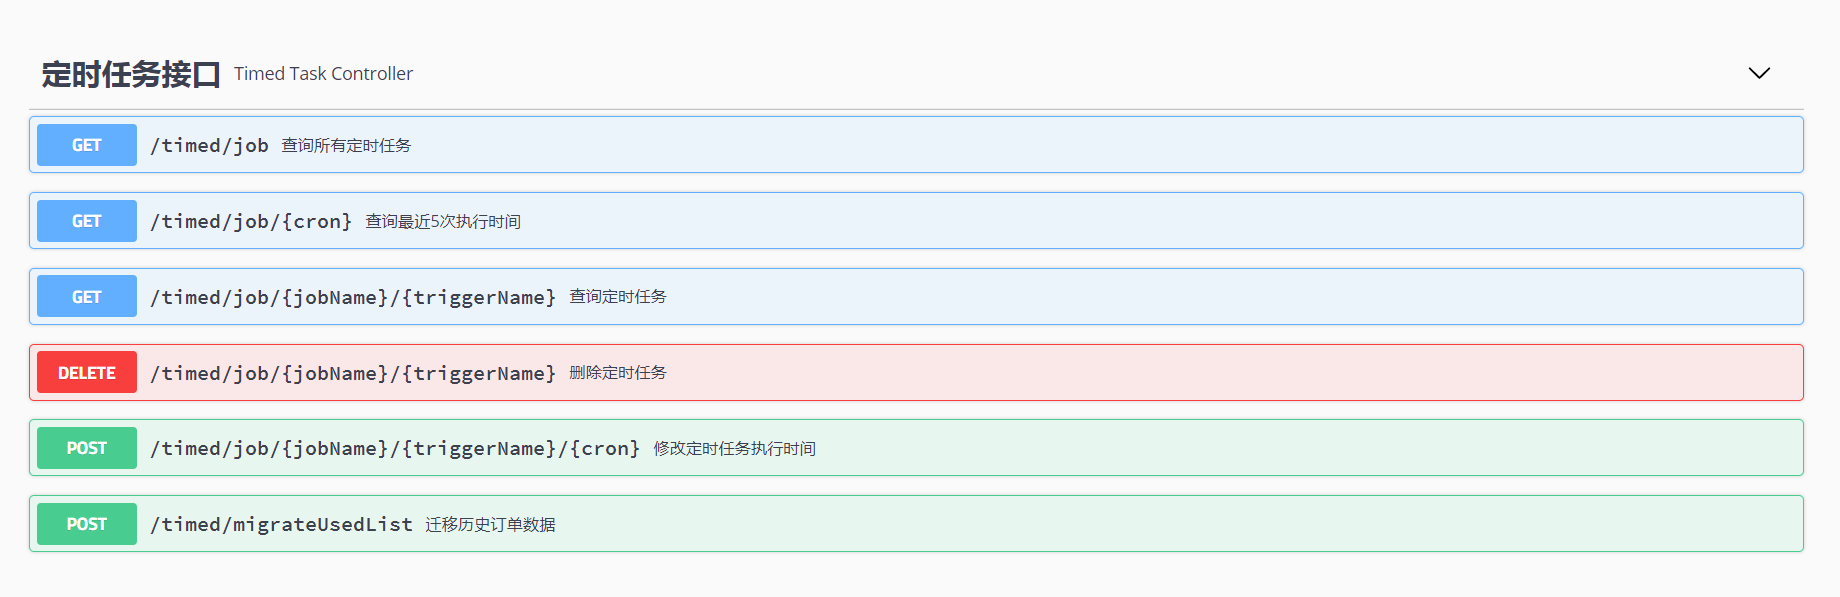 定时任务接口 Timed Task Controller
GET /timed/job 查询所有定时任务
GET /timed/job/{cron} 查询最近5次执行时间
GET /timed/job/{jobName}/{triggerName} 查询定时任务
DELETE /timed/job/{jobName}/{triggerName} 删除定时任务
POST /timed/job/{jobName}/{triggerName}/{cron} 修改定时任务执行时间
POST /timed/migrateUsedList 迁移历史订单数据